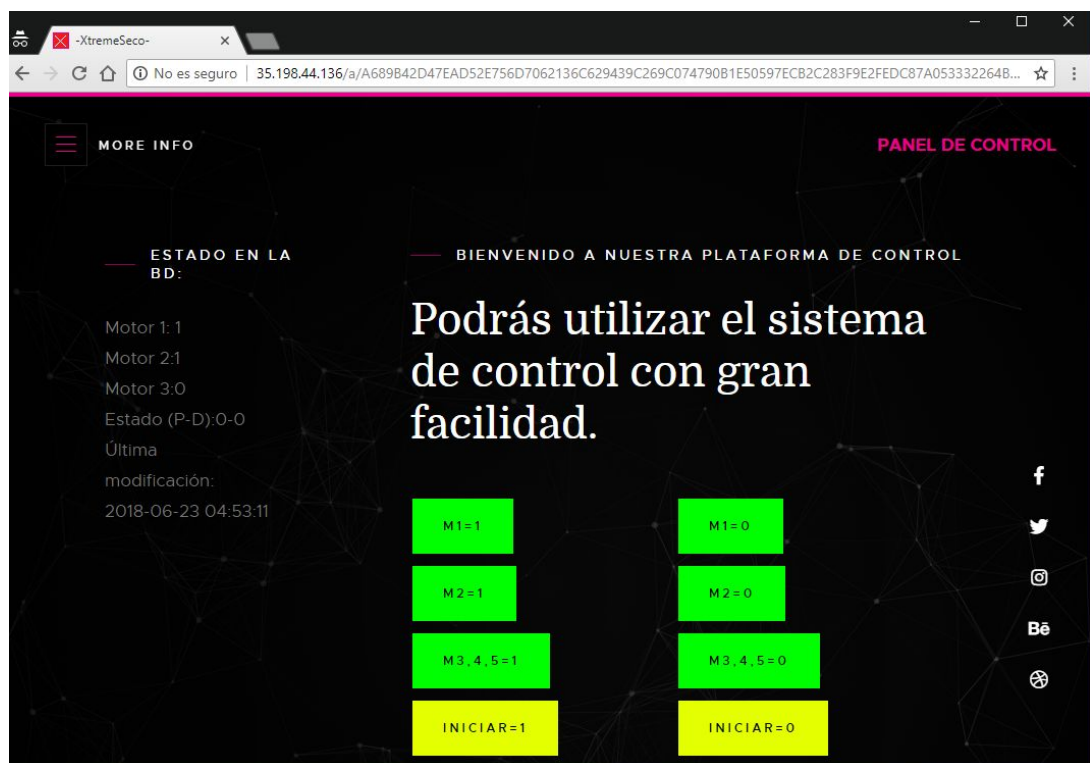 -XtremeSeco-
No es seguro | 35.198.44.136/a/A689B42D47EAD52E756D7062136C629439C269C074790B1E50597ECB2C283F9E2FEDC87A053332264B...
MORE INFO
PANEL DE CONTROL
ESTADO EN LA
BD:
Motor 1: 1
Motor 2:1
Motor 3:0
Estado (P-D):0-0
Última
modificación:
2018-06-23 04:53:11
BIENVENIDO A NUESTRA PLATAFORMA DE CONTROL
Podrás utilizar el sistema
de control con gran
facilidad.
M1=1
M1=0
M2=1
M2=0
M3,4,5=1
M3,4,5=0
INICIAR=1
INICIAR=0
Bē